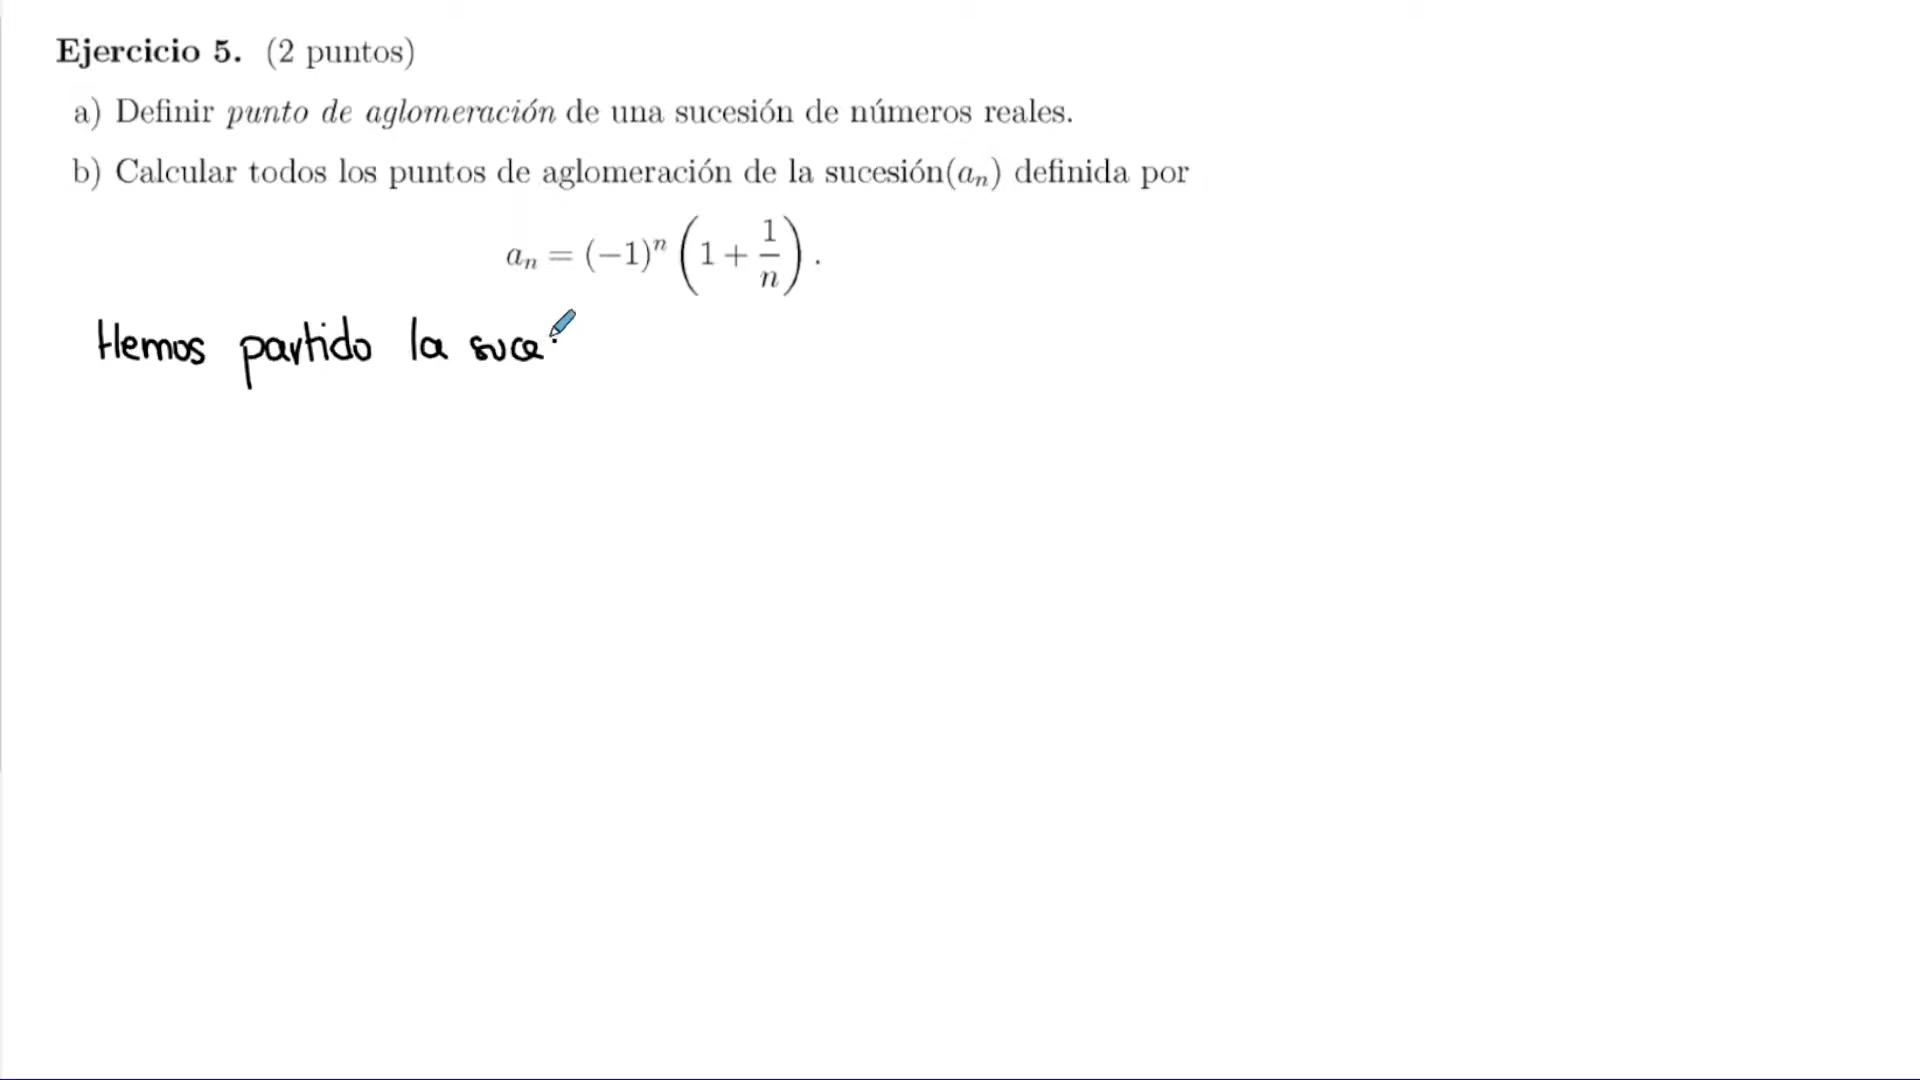 Ejercicio 5. (2 puntos)
a) Definir punto de aglomeración de una sucesión de números reales.
b) Calcular todos los puntos de aglomeración de la sucesión(aₙ) definida por
aₙ = (−1)ⁿ (1 + 1/n).
Hemos partido la suce